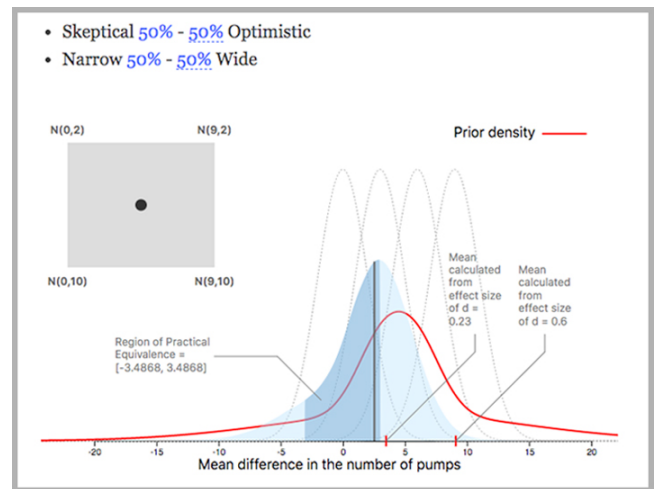 Skeptical 50% - 50% Optimistic
Narrow 50% - 50% Wide
N(0,2)
N(9,2)
Prior density
N(0,10)
N(9,10)
Mean
calculated
from
effect size
of d =
0.23
Mean
calculated
from
effect size
of d = 0.6
Region of Practical
Equivalence =
[-3.4868, 3.4868]
-20
-15
-10
-5
0
5
10
15
20
Mean difference in the number of pumps